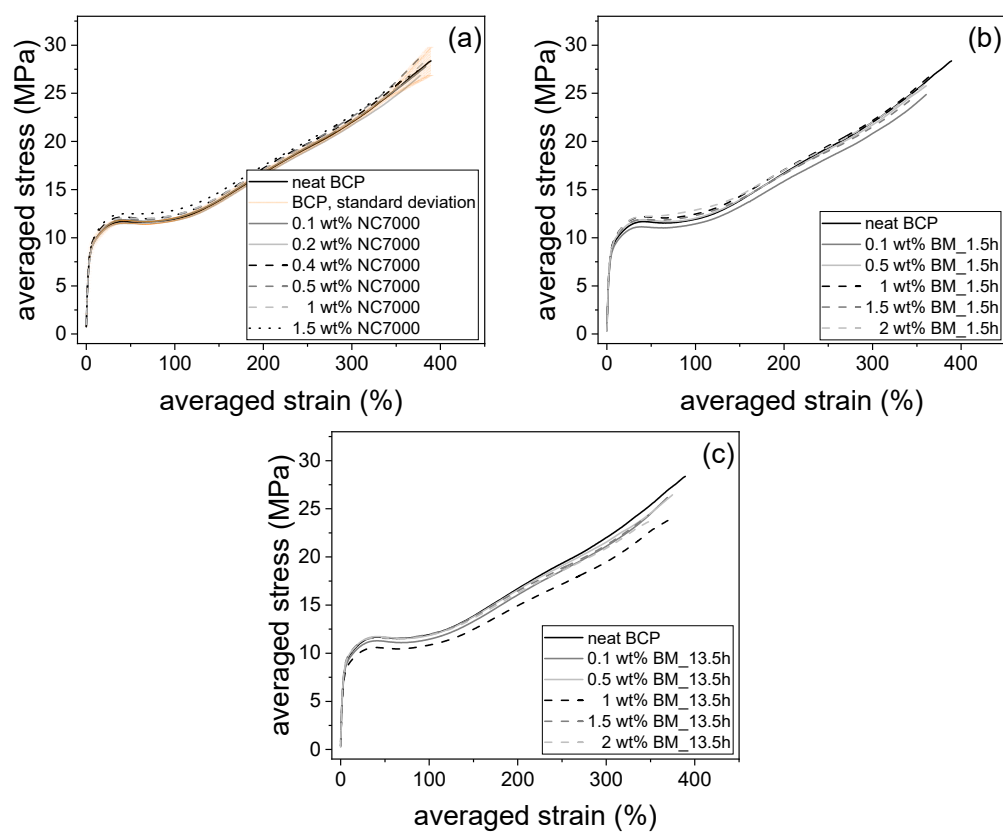 (a)
averaged stress (MPa)
30
25
20
15
10
5
0
neat BCP
BCP, standard deviation
0.1 wt% NC7000
0.2 wt% NC7000
0.4 wt% NC7000
0.5 wt% NC7000
1 wt% NC7000
1.5 wt% NC7000
0 100 200 300 400
averaged strain (%)
(b)
averaged stress (MPa)
30
25
20
15
10
5
0
neat BCP
0.1 wt% BM_1.5h
0.5 wt% BM_1.5h
1 wt% BM_1.5h
1.5 wt% BM_1.5h
2 wt% BM_1.5h
0 100 200 300 400
averaged strain (%)
(c)
averaged stress (MPa)
30
25
20
15
10
5
0
neat BCP
0.1 wt% BM_13.5h
0.5 wt% BM_13.5h
1 wt% BM_13.5h
1.5 wt% BM_13.5h
2 wt% BM_13.5h
0 100 200 300 400
averaged strain (%)